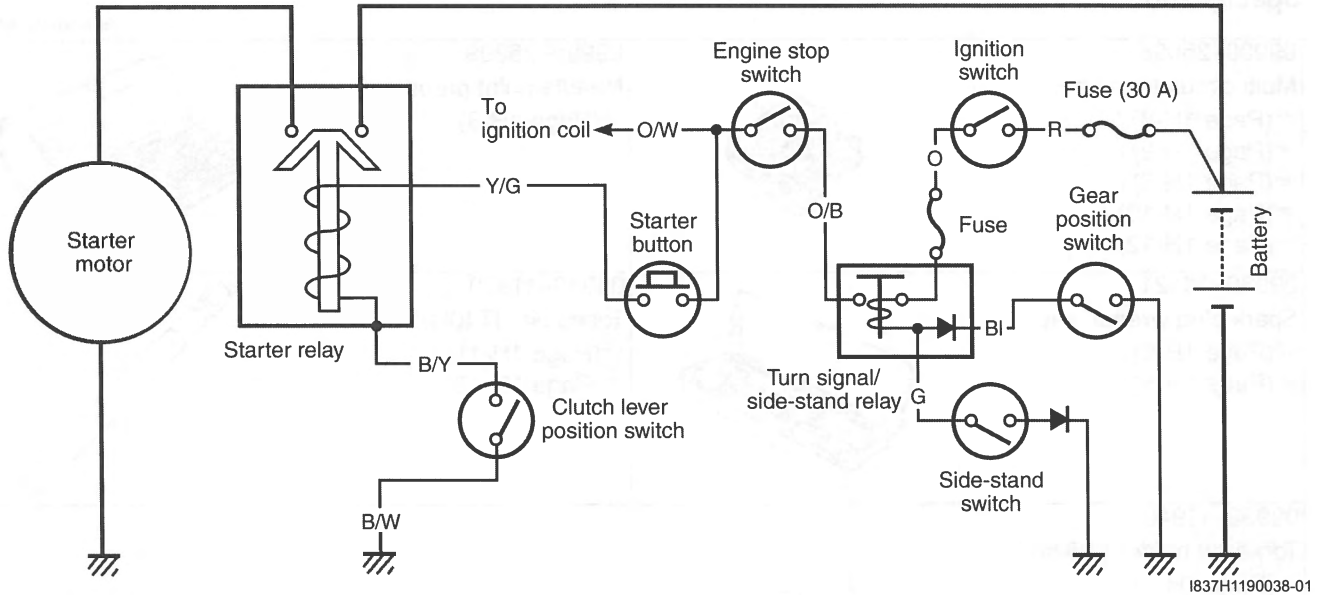 Engine stop
switch
Ignition
switch
Fuse (30 A)
To
ignition coil
O/W
R
O
Y/G
Starter
button
O/B
Fuse
Gear
position
switch
Battery
Starter
motor
Starter relay
Bl
B/Y
Turn signal/
side-stand relay
G
Clutch lever
position switch
Side-stand
switch
B/W
I837H1190038-01